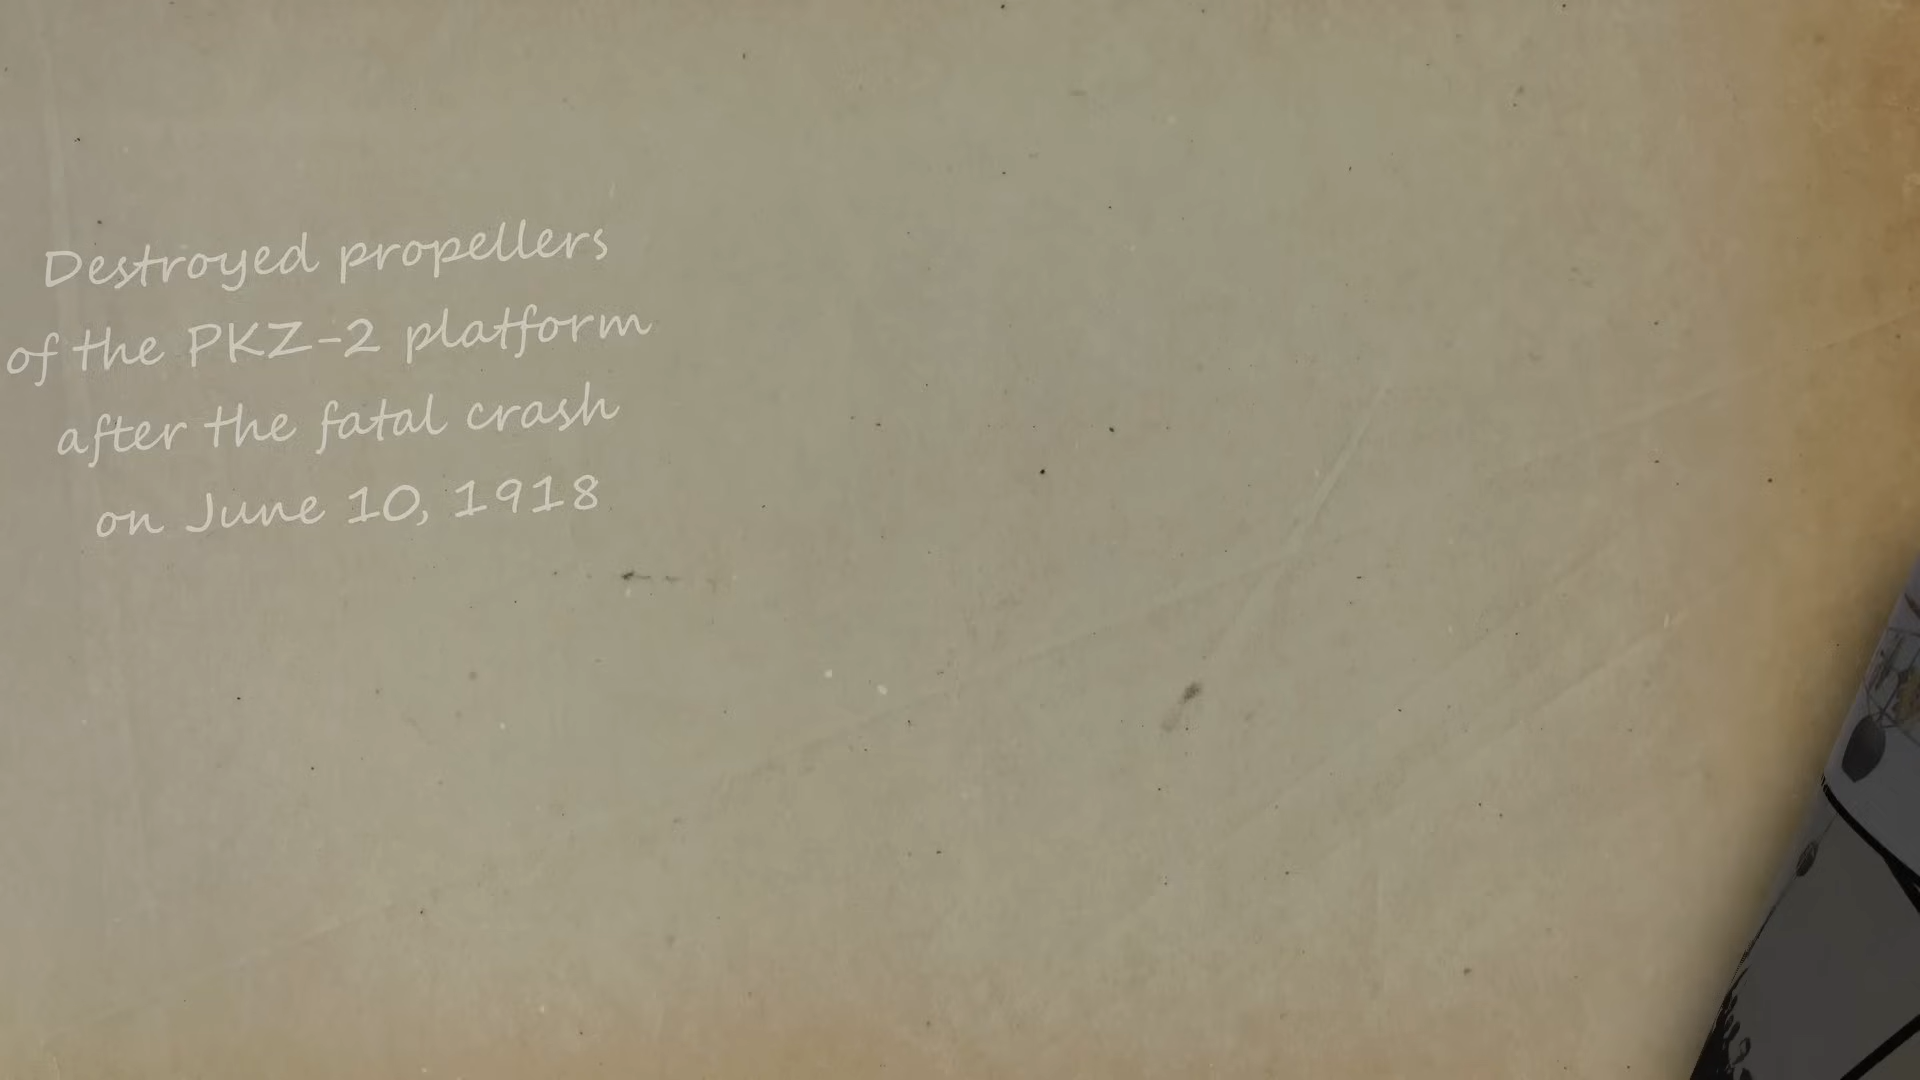 Destroyed propellers
of the PKZ-2 platform
after the fatal crash
on June 10, 1918